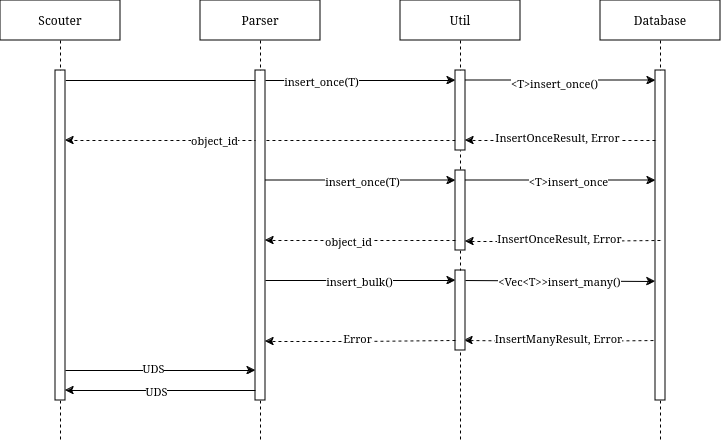 Scouter
Parser
Util
Database
insert_once(T)
<T>insert_once()
object_id
InsertOnceResult, Error
insert_once(T)
<T>insert_once
object_id
InsertOnceResult, Error
insert_bulk()
<Vec<T>>insert_many()
Error
InsertManyResult, Error
UDS
UDS